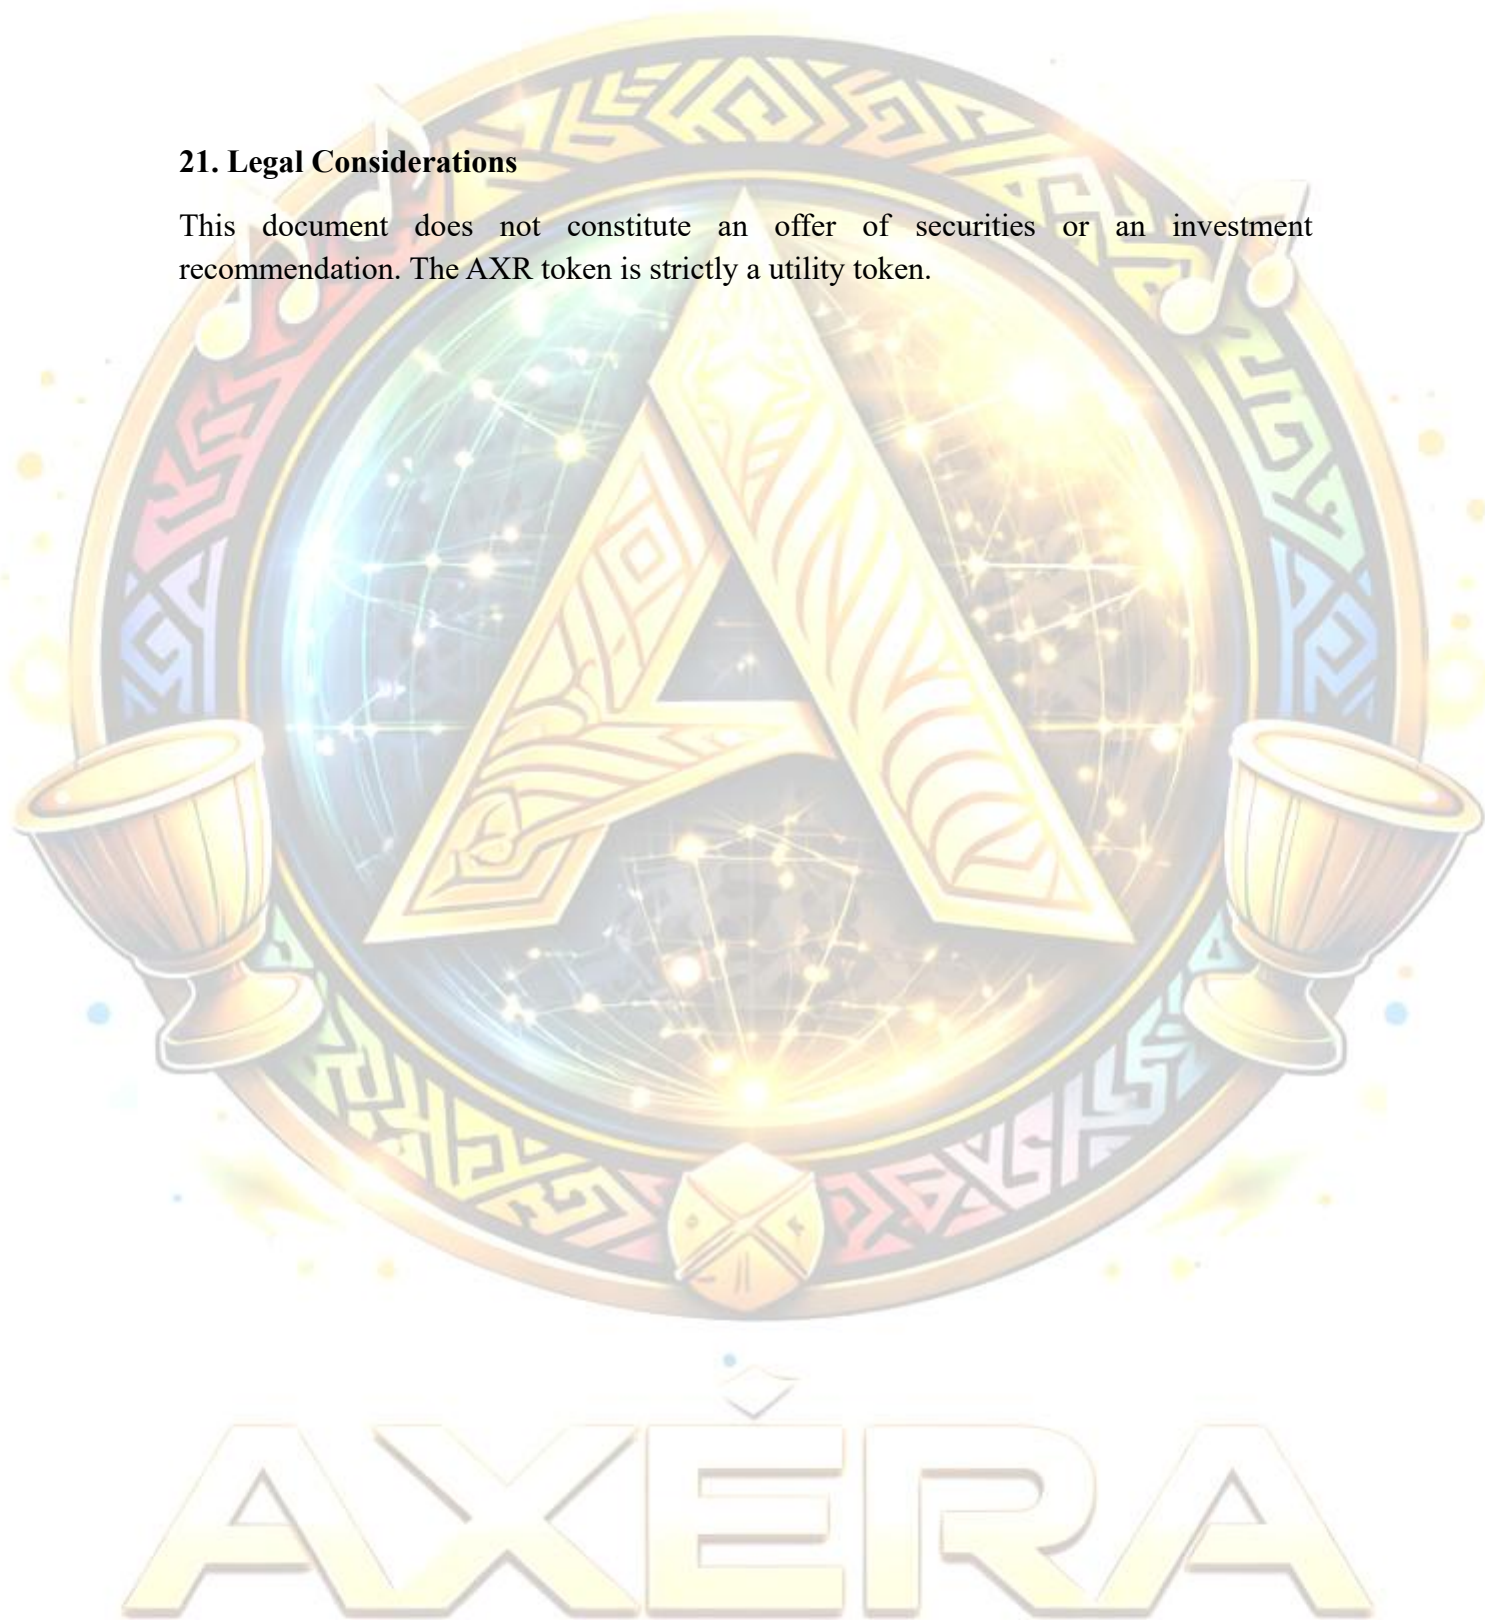 21. Legal Considerations
This document does not constitute an offer of securities or an investment
recommendation. The AXR token is strictly a utility token.
A
AXÉRA